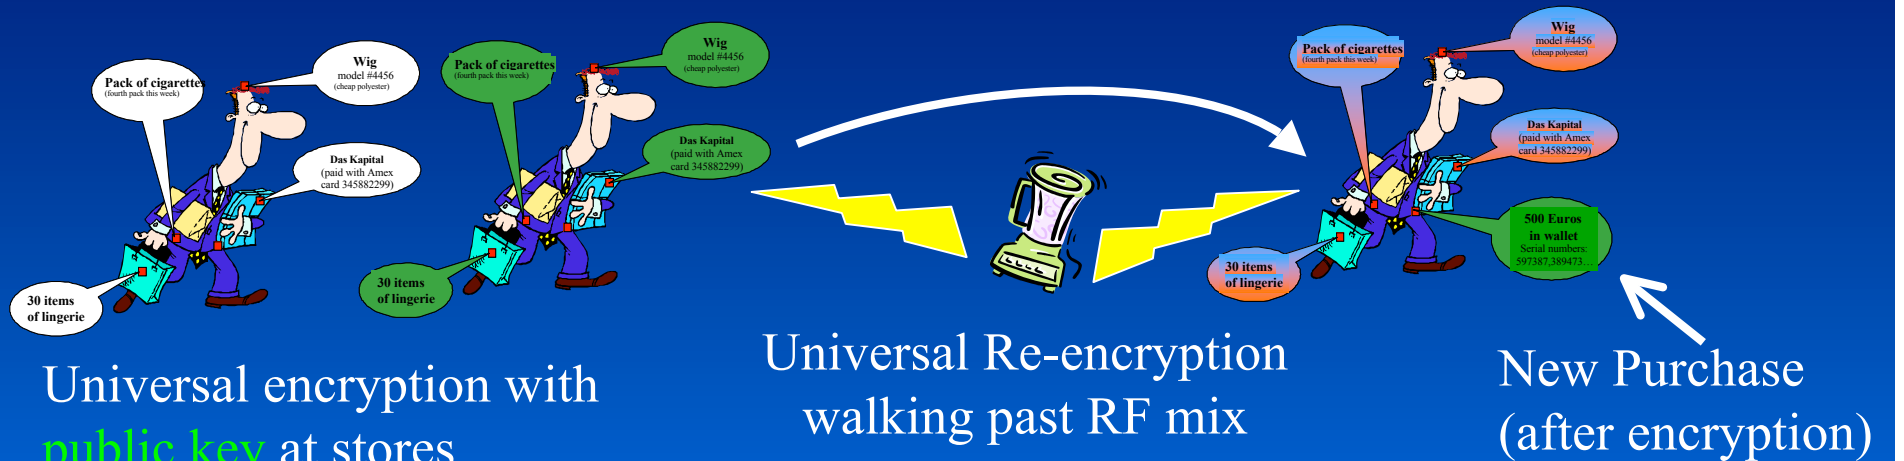 Pack of cigarettes
(fourth pack this week)
Wig
model #4456
(cheap polyester)
Das Kapital
(paid with Amex
card 345882299)
30 items
of lingerie
Pack of cigarettes
(fourth pack this week)
Wig
model #4456
(cheap polyester)
Das Kapital
(paid with Amex
card 345882299)
30 items
of lingerie
Pack of cigarettes
(fourth pack this week)
Wig
model #4456
(cheap polyester)
Das Kapital
(paid with Amex
card 345882299)
500 Euros
in wallet
Serial numbers:
597387,389473…
30 items
of lingerie
Universal encryption with
public key at stores
Universal Re-encryption
walking past RF mix
New Purchase
(after encryption)